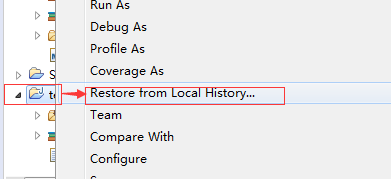 Run As
Debug As
Profile As
Coverage As
Restore from Local History...
Team
Compare With
Configure